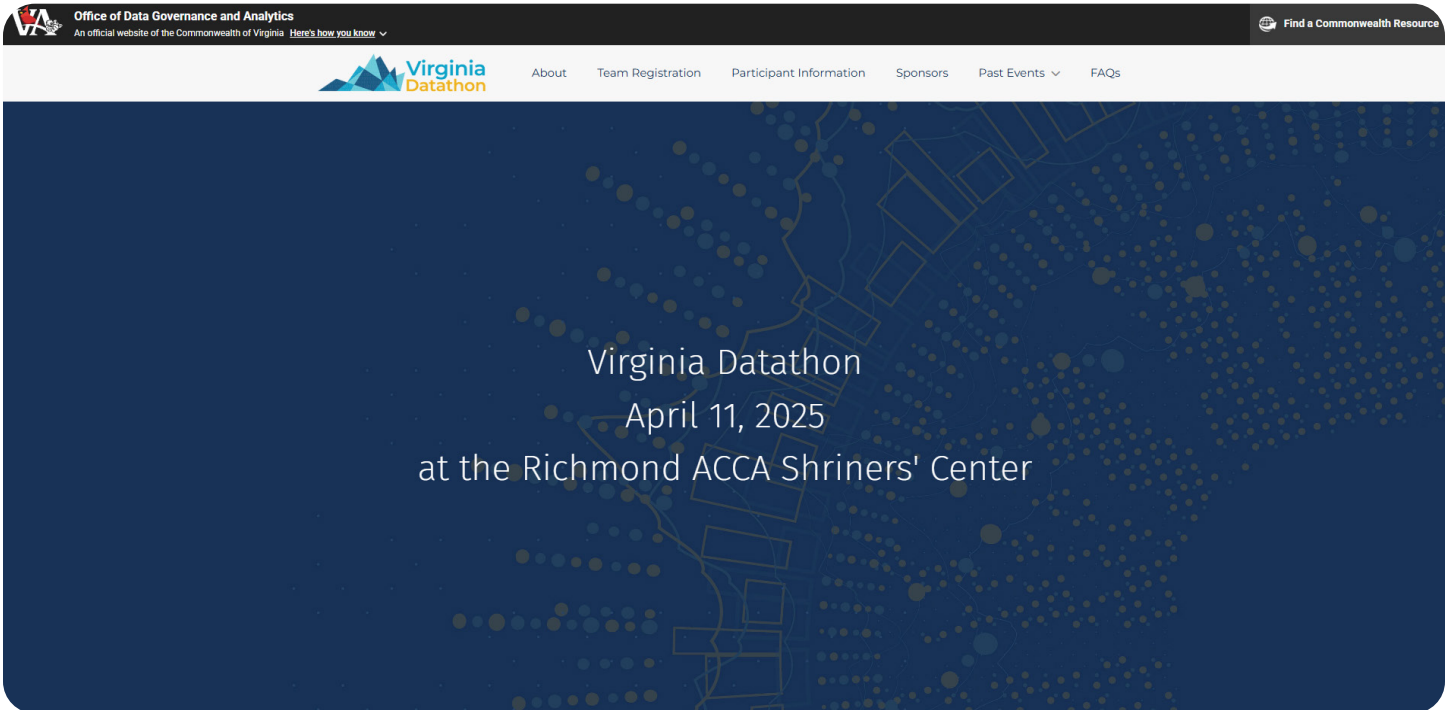 VA
Office of Data Governance and Analytics
An official website of the Commonwealth of Virginia Here's how you know
Find a Commonwealth Resource
Virginia
Datathon
About Team Registration Participant Information Sponsors Past Events FAQs
Virginia Datathon
April 11, 2025
at the Richmond ACCA Shriners' Center